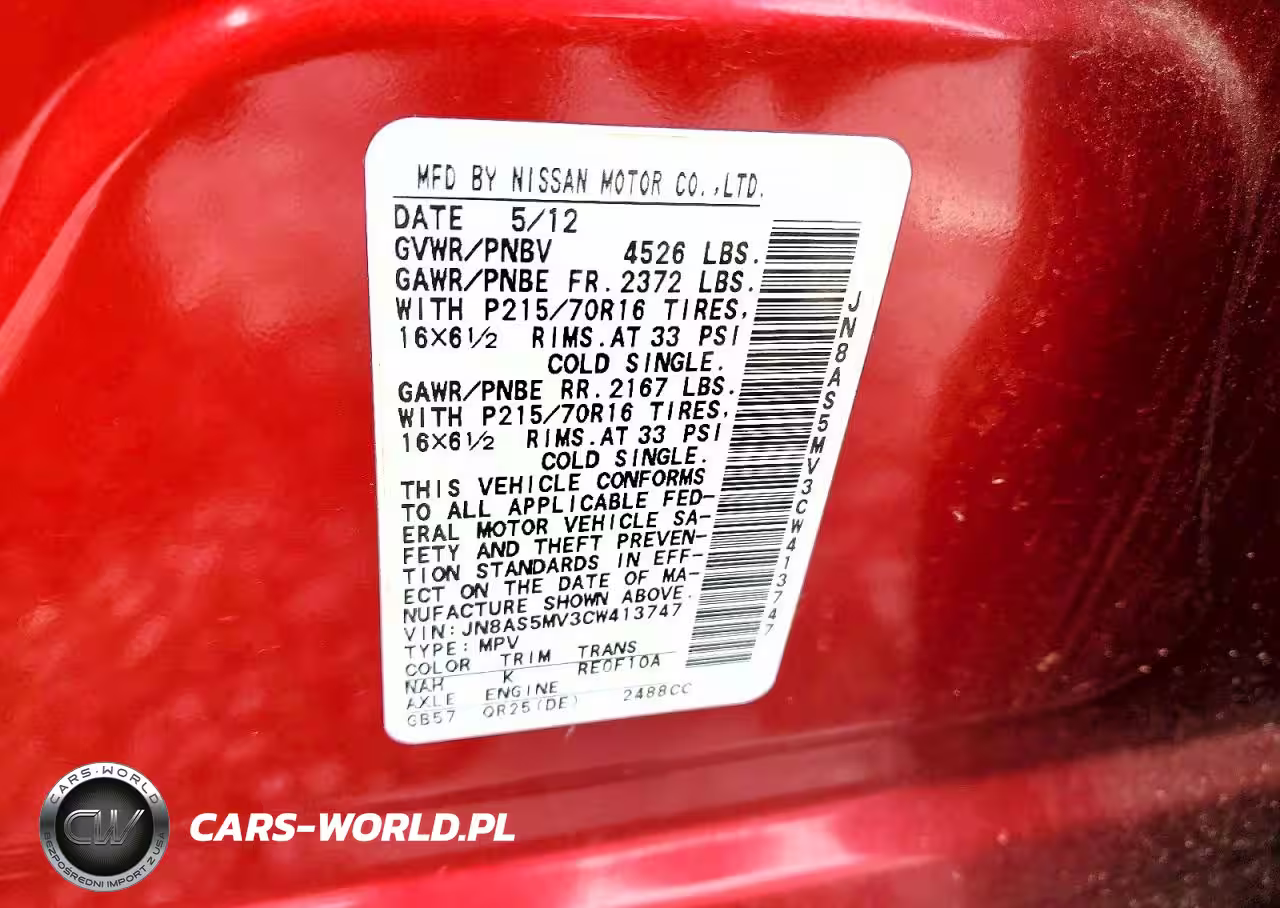 MFD BY NISSAN MOTOR CO.,LTD.
DATE 5/12
GVWR/PNBV 4526 LBS.
GAWR/PNBE FR.2372 LBS.
WITH P215/70R16 TIRES,
16×6½ RIMS.AT 33 PSI
COLD SINGLE.
GAWR/PNBE RR.2167 LBS.
WITH P215/70R16 TIRES,
16×6½ RIMS.AT 33 PSI
COLD SINGLE.
THIS VEHICLE CONFORMS
TO ALL APPLICABLE FED-
ERAL MOTOR VEHICLE SA-
FETY AND THEFT PREVEN-
TION STANDARDS IN EFF-
ECT ON THE DATE OF MA-
NUFACTURE SHOWN ABOVE.
VIN:JN8AS5MV3CW413747
TYPE:MPV
COLOR TRIM TRANS
NAH K RE0F10A
AXLE ENGINE
GB57 QR25(DE) 2488CC
JN8AS5MV3CW413747
CARS-WORLD
CW
BEZPOŚREDNI IMPORT Z USA
CARS-WORLD.PL